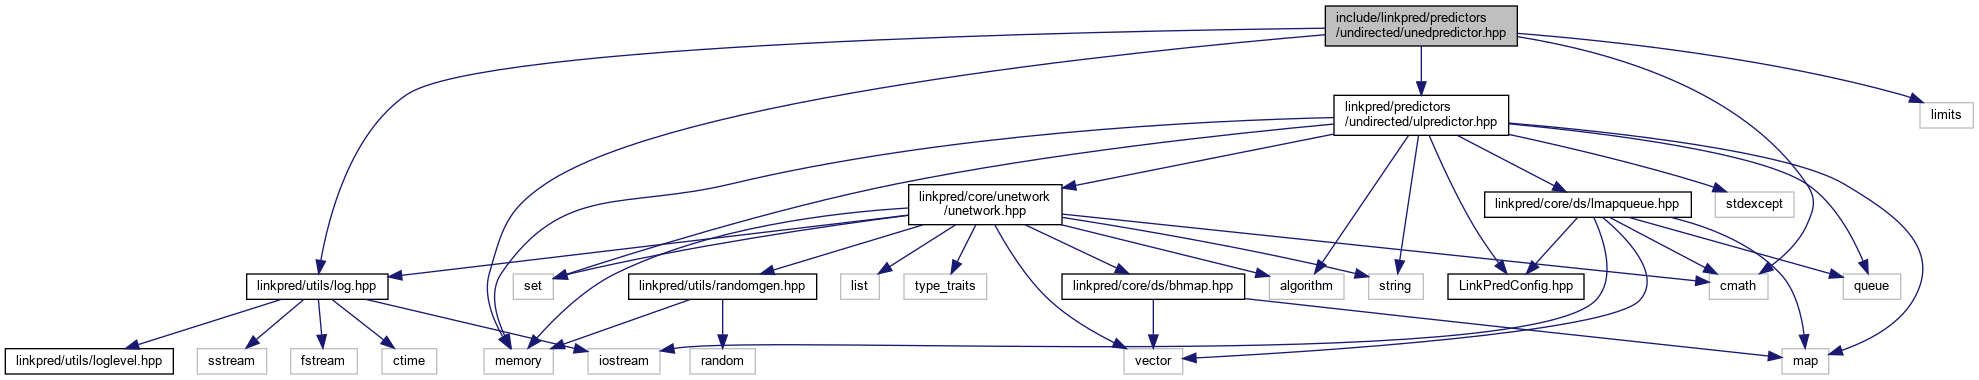 include/linkpred/predictors
/undirected/unedpredictor.hpp
linkpred/predictors
/undirected/ulpredictor.hpp
limits
linkpred/core/unetwork
/unetwork.hpp
linkpred/core/ds/lmapqueue.hpp
stdexcept
linkpred/utils/log.hpp
set
linkpred/utils/randomgen.hpp
list
type_traits
linkpred/core/ds/bhmap.hpp
algorithm
string
LinkPredConfig.hpp
cmath
queue
linkpred/utils/loglevel.hpp
sstream
fstream
ctime
memory
iostream
random
vector
map